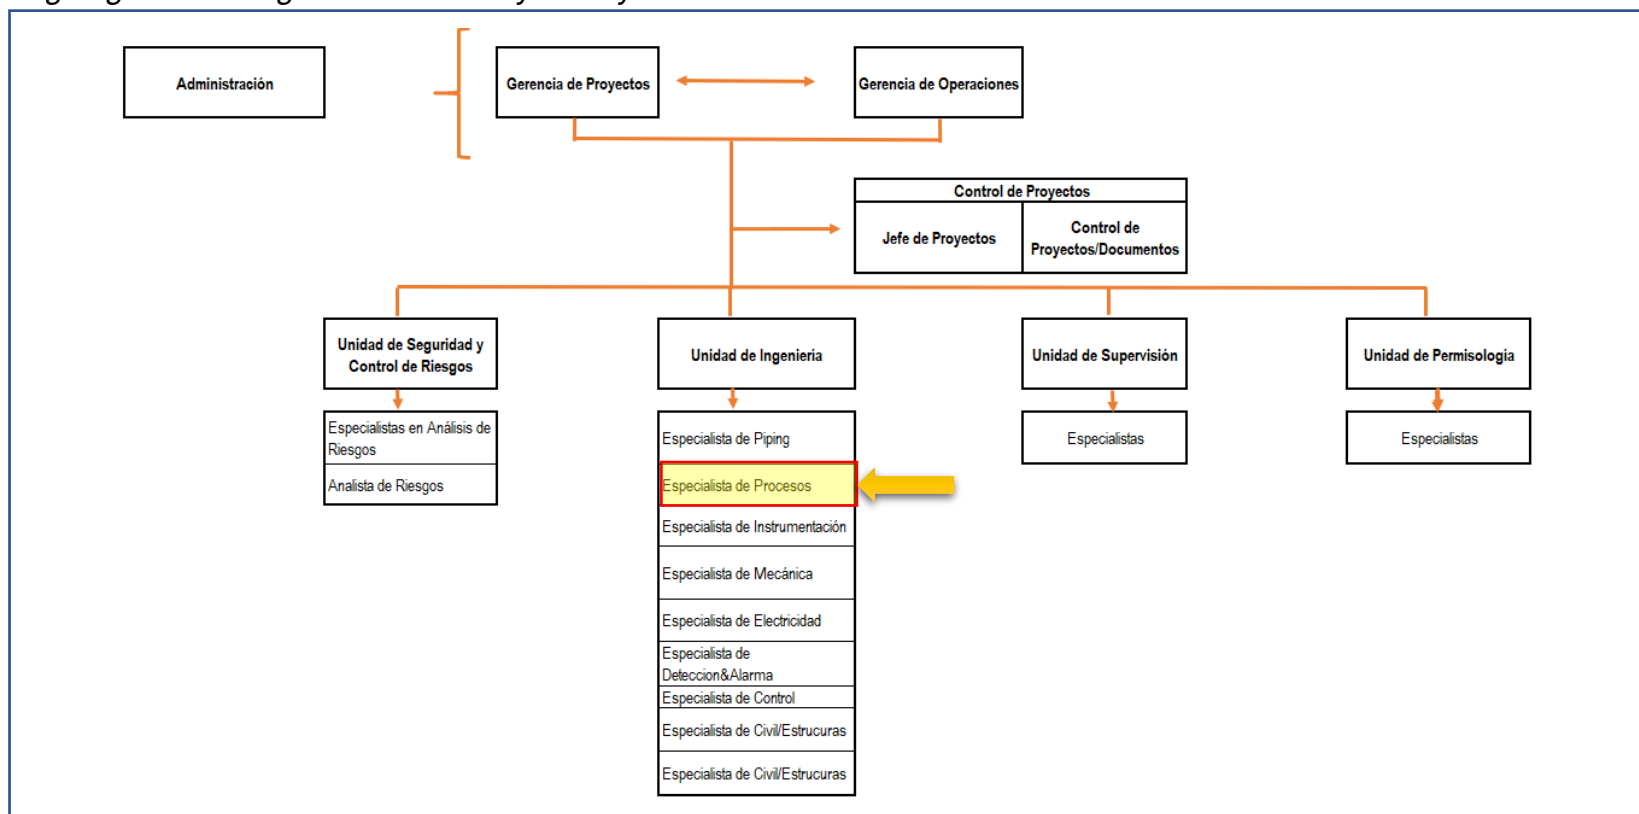 Administración
Gerencia de Proyectos
Gerencia de Operaciones
Control de Proyectos
Jefe de Proyectos
Control de
Proyectos/Documentos
Unidad de Seguridad y
Control de Riesgos
Unidad de Ingenieria
Unidad de Supervisión
Unidad de Permisologia
Especialistas en Análisis de
Riesgos
Analista de Riesgos
Especialista de Piping
Especialista de Procesos
Especialista de Instrumentación
Especialista de Mecánica
Especialista de Electricidad
Especialista de
Deteccion&Alarma
Especialista de Control
Especialista de Civil/Estrucuras
Especialista de Civil/Estrucuras
Especialistas
Especialistas